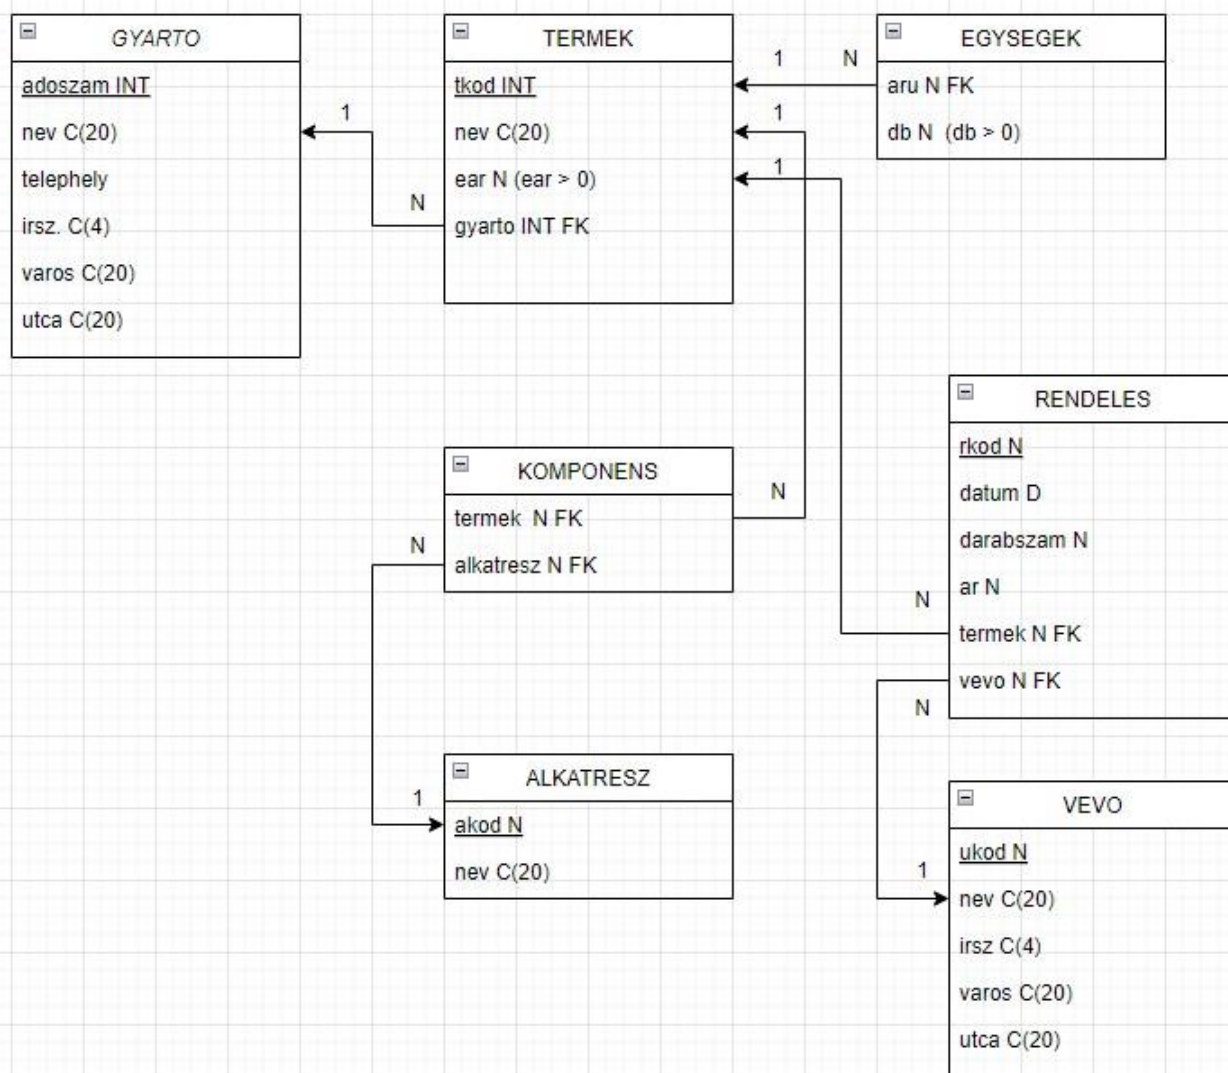 GYARTO
adoszam INT
nev C(20)
telephely
irsz. C(4)
varos C(20)
utca C(20)
1
N
TERMEK
tkod INT
nev C(20)
ear N (ear > 0)
gyarto INT FK
1
N
1
1
EGYSEGEK
aru N FK
db N (db > 0)
KOMPONENS
termek N FK
alkatresz N FK
N
N
1
ALKATRESZ
akod N
nev C(20)
RENDELES
rkod N
datum D
darabszam N
ar N
termek N FK
vevo N FK
N
N
1
VEVO
ukod N
nev C(20)
irsz C(4)
varos C(20)
utca C(20)